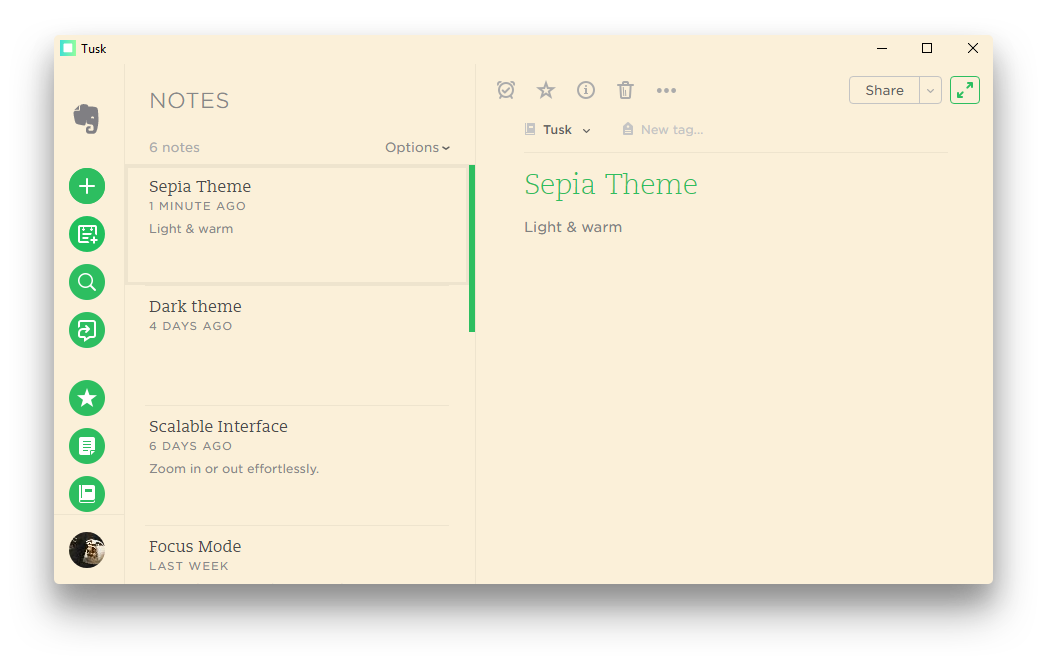 Tusk
NOTES
6 notes
Options
Sepia Theme
1 MINUTE AGO
Light & warm
Dark theme
4 DAYS AGO
Scalable Interface
6 DAYS AGO
Zoom in or out effortlessly.
Focus Mode
LAST WEEK
Share
Tusk
New tag...
Sepia Theme
Light & warm